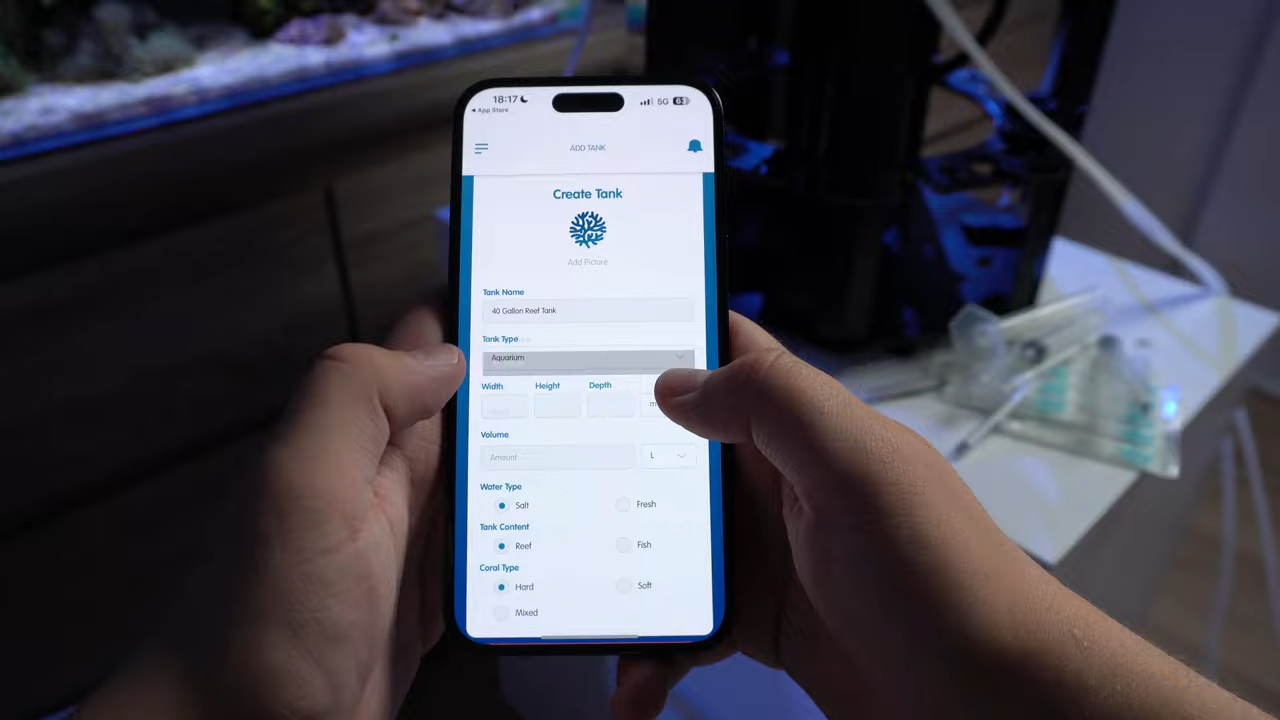 18:17
5G 63
App Store
ADD TANK
Create Tank
Add Picture
Tank Name
40 Gallon Reef Tank
Tank Type
Aquarium
Width Height Depth
Volume
Amount L
Water Type
Salt Fresh
Tank Content
Reef Fish
Coral Type
Hard Soft
Mixed